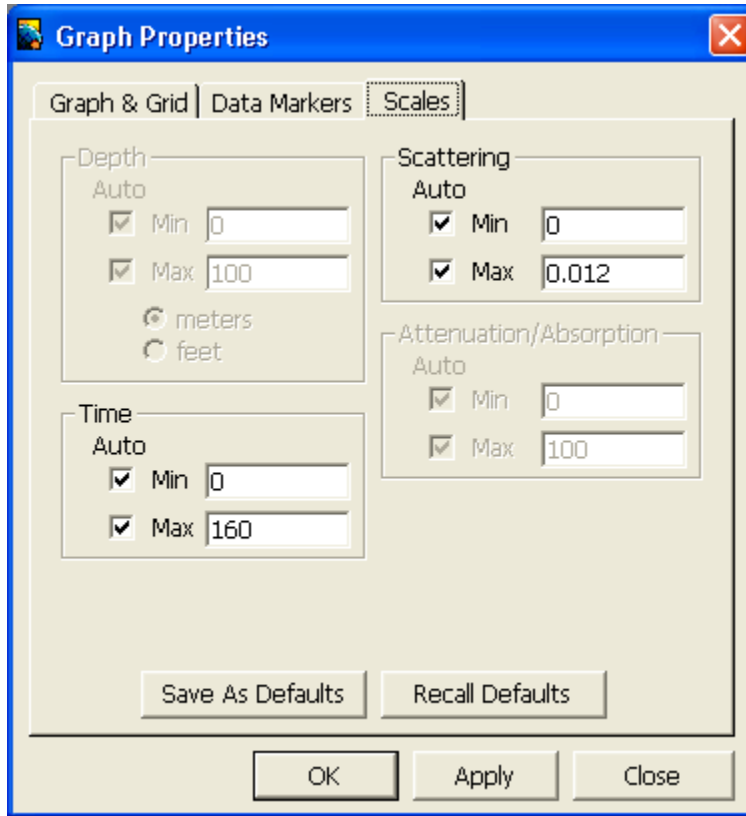 Graph Properties
Graph & Grid
Data Markers
Scales
Depth
Auto
Min 0
Max 100
meters
feet
Time
Auto
Min 0
Max 160
Scattering
Auto
Min 0
Max 0.012
Attenuation/Absorption
Auto
Min 0
Max 100
Save As Defaults
Recall Defaults
OK
Apply
Close